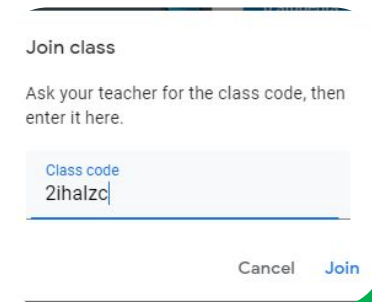 Join class
Ask your teacher for the class code, then
enter it here.
Class code
2ihalzc
Cancel Join